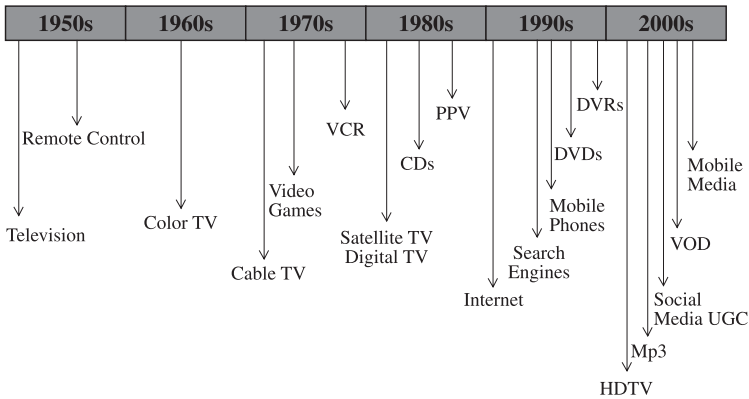 1950s
1960s
1970s
1980s
1990s
2000s
Television
Remote Control
Color TV
Cable TV
Video
Games
VCR
Satellite TV
Digital TV
CDs
PPV
Internet
Search
Engines
Mobile
Phones
DVDs
DVRs
HDTV
Mp3
Social
Media UGC
VOD
Mobile
Media